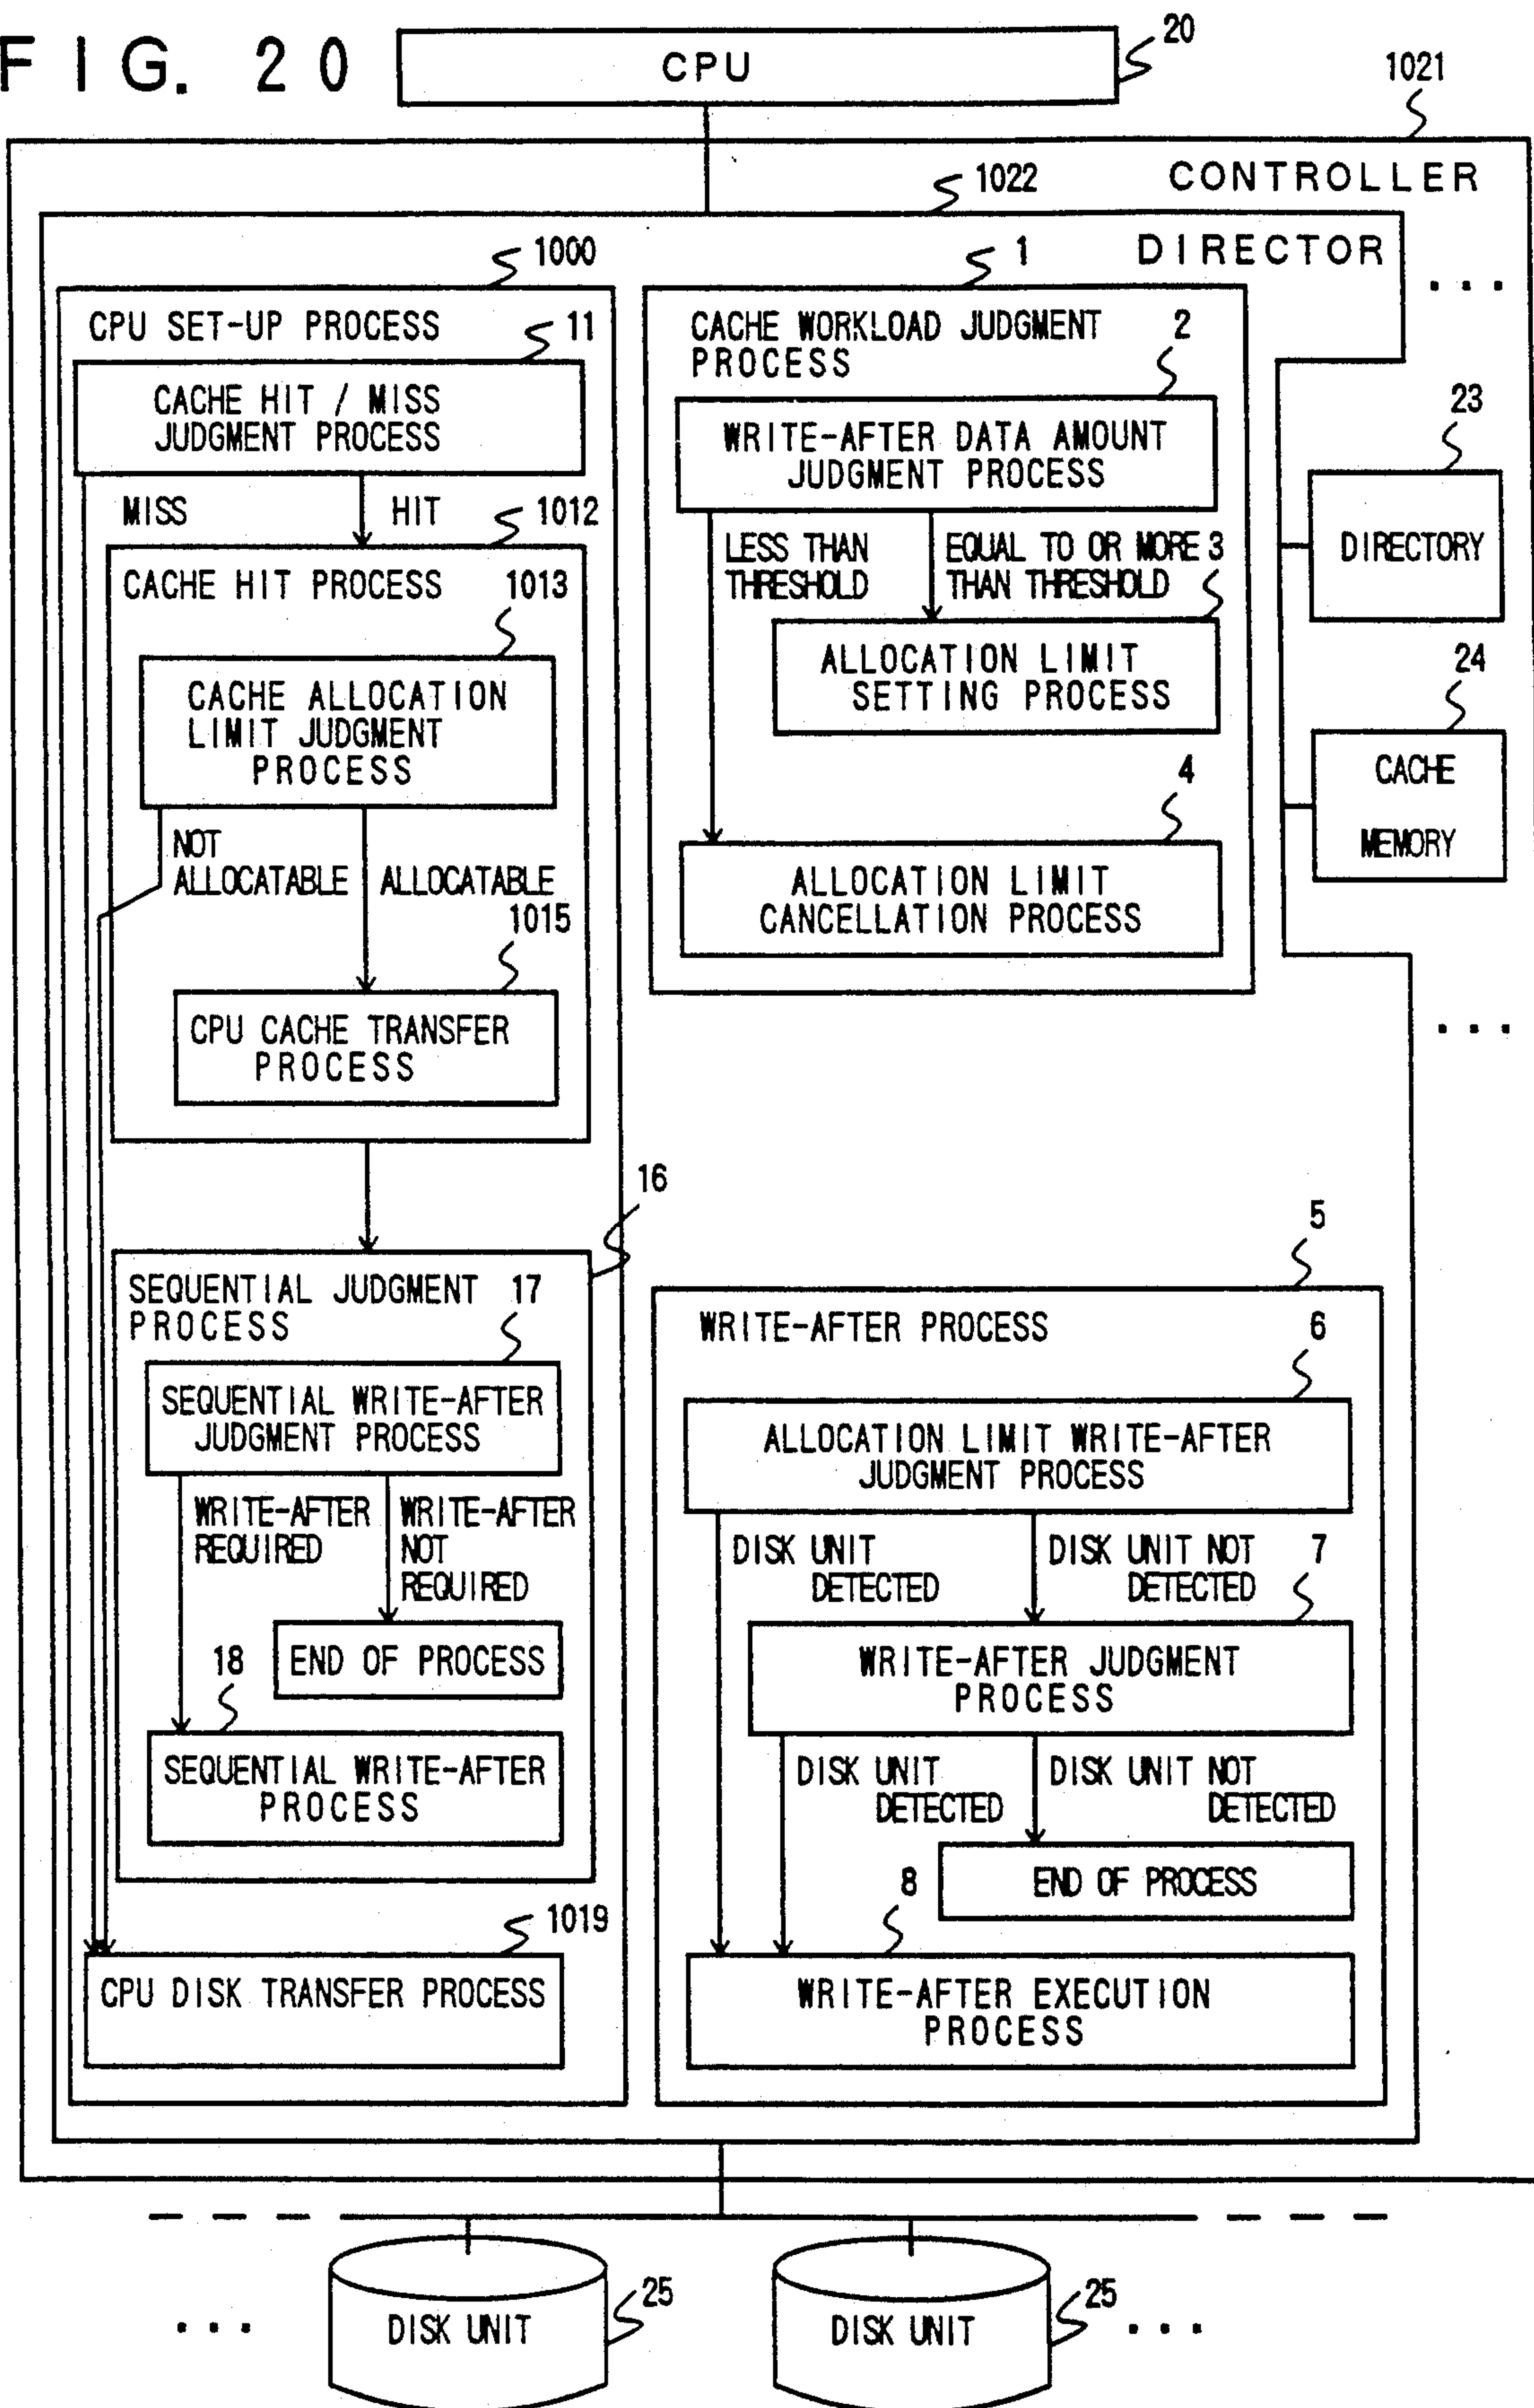 FIG. 20
CPU
20
1021
CONTROLLER
1022
DIRECTOR
1000
CPU SET-UP PROCESS
11
CACHE HIT / MISS
JUDGMENT PROCESS
MISS
HIT
1012
CACHE HIT PROCESS
1013
CACHE ALLOCATION
LIMIT JUDGMENT
PROCESS
NOT
ALLOCATABLE
ALLOCATABLE
1015
CPU CACHE TRANSFER
PROCESS
16
SEQUENTIAL JUDGMENT
PROCESS
17
SEQUENTIAL WRITE-AFTER
JUDGMENT PROCESS
WRITE-AFTER
REQUIRED
WRITE-AFTER
NOT
REQUIRED
END OF PROCESS
18
SEQUENTIAL WRITE-AFTER
PROCESS
1019
CPU DISK TRANSFER PROCESS
1
CACHE WORKLOAD JUDGMENT
PROCESS
2
WRITE-AFTER DATA AMOUNT
JUDGMENT PROCESS
LESS THAN
THRESHOLD
EQUAL TO OR MORE
THAN THRESHOLD
3
ALLOCATION LIMIT
SETTING PROCESS
4
ALLOCATION LIMIT
CANCELLATION PROCESS
. . .
23
DIRECTORY
24
CACHE
MEMORY
. . .
5
WRITE-AFTER PROCESS
6
ALLOCATION LIMIT WRITE-AFTER
JUDGMENT PROCESS
DISK UNIT
DETECTED
DISK UNIT NOT
DETECTED
7
WRITE-AFTER JUDGMENT
PROCESS
DISK UNIT
DETECTED
DISK UNIT NOT
DETECTED
END OF PROCESS
8
WRITE-AFTER EXECUTION
PROCESS
. . .
DISK UNIT
25
DISK UNIT
25
. . .